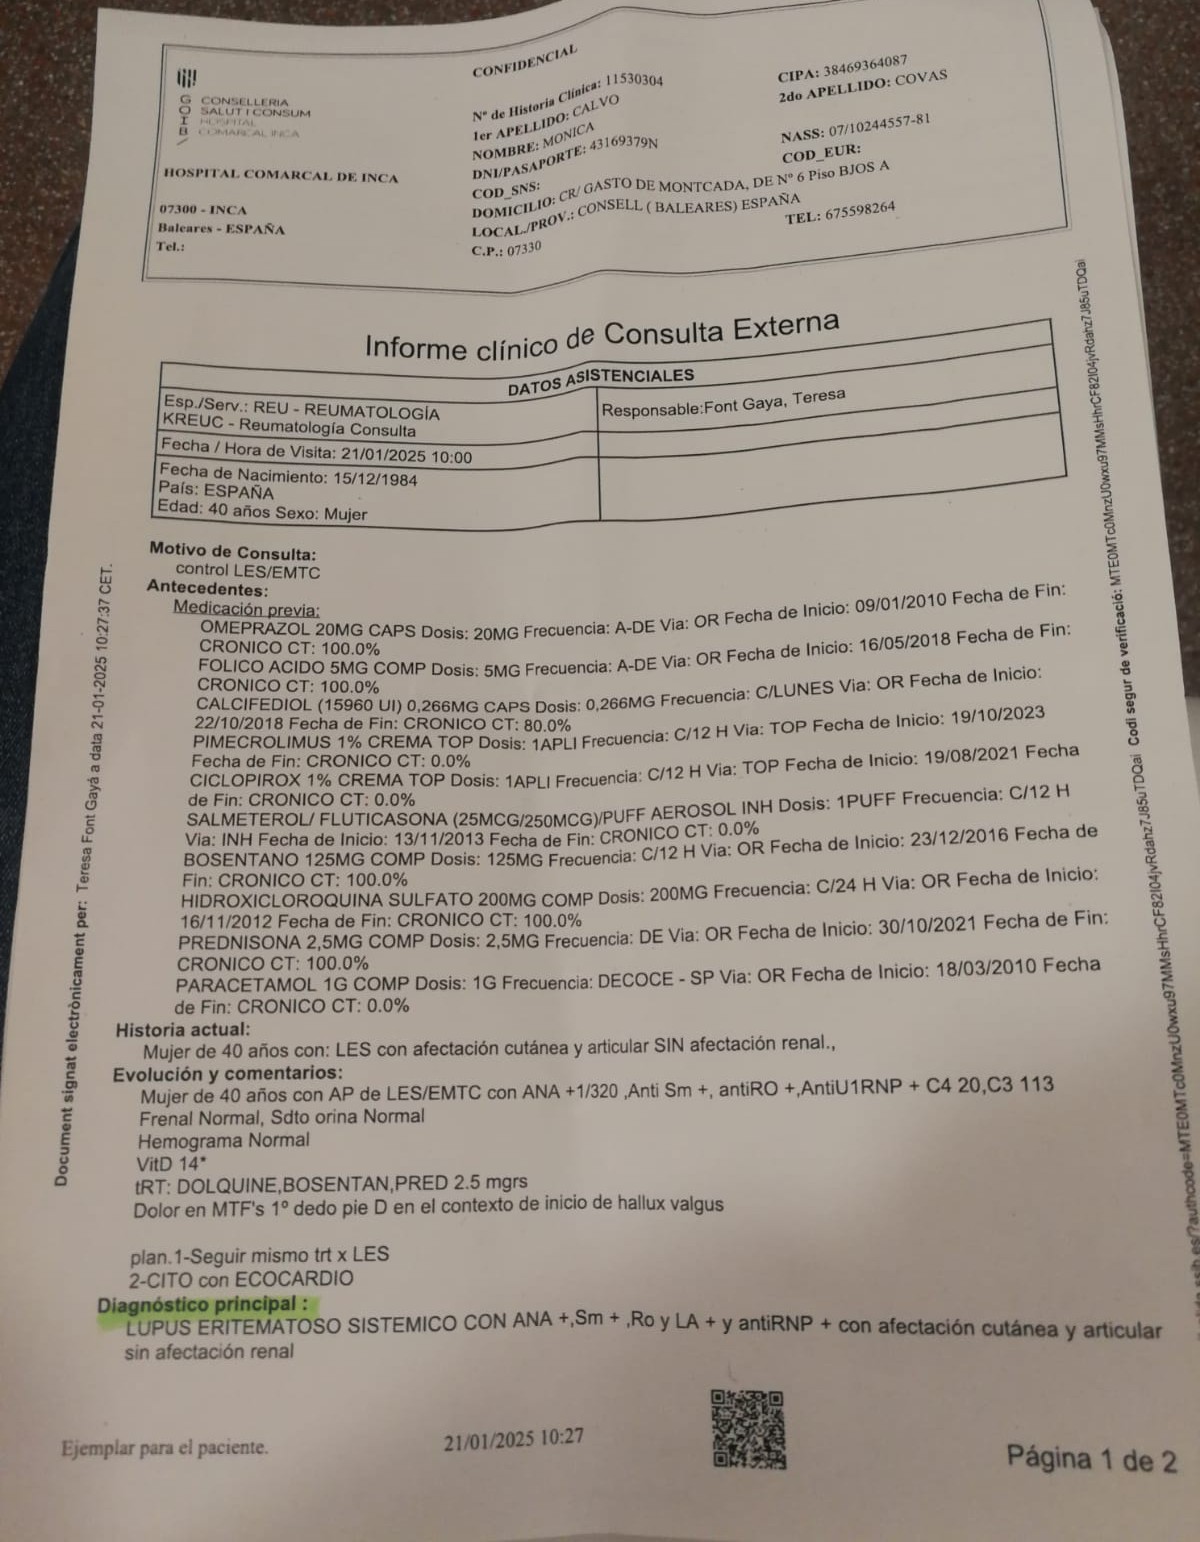 CONFIDENCIAL
GOIB
CONSELLERIA
SALUT I CONSUM
HOSPITAL
COMARCAL INCA
HOSPITAL COMARCAL DE INCA
07300 - INCA
Baleares - ESPAÑA
Tel.:
Nº de Historia Clínica: 11530304
CIPA: 38469364087
1er APELLIDO: CALVO
2do APELLIDO: COVAS
NOMBRE: MONICA
DNI/PASAPORTE: 43169379N
NASS: 07/10244557-81
COD_SNS:
COD_EUR:
DOMICILIO: CR/ GASTO DE MONTCADA, DE Nº 6 Piso BJOS A
LOCAL./PROV.: CONSELL ( BALEARES) ESPAÑA
C.P.: 07330
TEL: 675598264
Informe clínico de Consulta Externa
DATOS ASISTENCIALES
Esp./Serv.: REU - REUMATOLOGÍA
KREUC - Reumatología Consulta
Responsable:Font Gaya, Teresa
Fecha / Hora de Visita: 21/01/2025 10:00
Fecha de Nacimiento: 15/12/1984
País: ESPAÑA
Edad: 40 años Sexo: Mujer
Motivo de Consulta:
control LES/EMTC
Antecedentes:
Medicación previa:
OMEPRAZOL 20MG CAPS Dosis: 20MG Frecuencia: A-DE Via: OR Fecha de Inicio: 09/01/2010 Fecha de Fin:
CRONICO CT: 100.0%
FOLICO ACIDO 5MG COMP Dosis: 5MG Frecuencia: A-DE Via: OR Fecha de Inicio: 16/05/2018 Fecha de Fin:
CRONICO CT: 100.0%
CALCIFEDIOL (15960 UI) 0,266MG CAPS Dosis: 0,266MG Frecuencia: C/LUNES Via: OR Fecha de Inicio:
22/10/2018 Fecha de Fin: CRONICO CT: 80.0%
PIMECROLIMUS 1% CREMA TOP Dosis: 1APLI Frecuencia: C/12 H Via: TOP Fecha de Inicio: 19/10/2023
Fecha de Fin: CRONICO CT: 0.0%
CICLOPIROX 1% CREMA TOP Dosis: 1APLI Frecuencia: C/12 H Via: TOP Fecha de Inicio: 19/08/2021 Fecha
de Fin: CRONICO CT: 0.0%
SALMETEROL/ FLUTICASONA (25MCG/250MCG)/PUFF AEROSOL INH Dosis: 1PUFF Frecuencia: C/12 H
Via: INH Fecha de Inicio: 13/11/2013 Fecha de Fin: CRONICO CT: 0.0%
BOSENTANO 125MG COMP Dosis: 125MG Frecuencia: C/12 H Via: OR Fecha de Inicio: 23/12/2016 Fecha de
Fin: CRONICO CT: 100.0%
HIDROXICLOROQUINA SULFATO 200MG COMP Dosis: 200MG Frecuencia: C/24 H Via: OR Fecha de Inicio:
16/11/2012 Fecha de Fin: CRONICO CT: 100.0%
PREDNISONA 2,5MG COMP Dosis: 2,5MG Frecuencia: DE Via: OR Fecha de Inicio: 30/10/2021 Fecha de Fin:
CRONICO CT: 100.0%
PARACETAMOL 1G COMP Dosis: 1G Frecuencia: DECOCE - SP Via: OR Fecha de Inicio: 18/03/2010 Fecha
de Fin: CRONICO CT: 0.0%
Historia actual:
Mujer de 40 años con: LES con afectación cutánea y articular SIN afectación renal.,
Evolución y comentarios:
Mujer de 40 años con AP de LES/EMTC con ANA +1/320 ,Anti Sm +, antiRO +,AntiU1RNP + C4 20,C3 113
Frenal Normal, Sdto orina Normal
Hemograma Normal
VitD 14*
tRT: DOLQUINE,BOSENTAN,PRED 2.5 mgrs
Dolor en MTF's 1º dedo pie D en el contexto de inicio de hallux valgus
plan.1-Seguir mismo trt x LES
2-CITO con ECOCARDIO
Diagnóstico principal :
LUPUS ERITEMATOSO SISTEMICO CON ANA +,Sm + ,Ro y LA + y antiRNP + con afectación cutánea y articular
sin afectación renal
Ejemplar para el paciente.
21/01/2025 10:27
Página 1 de 2
Document signat electrònicament per: Teresa Font Gayà a data 21-01-2025 10:27:37 CET.
Codi segur de verificació: